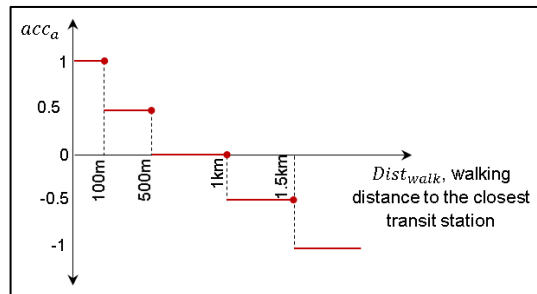 acc_a
1
0.5
0
-0.5
-1
100m
500m
1km
1.5km
Dist_walk, walking
distance to the closest
transit station